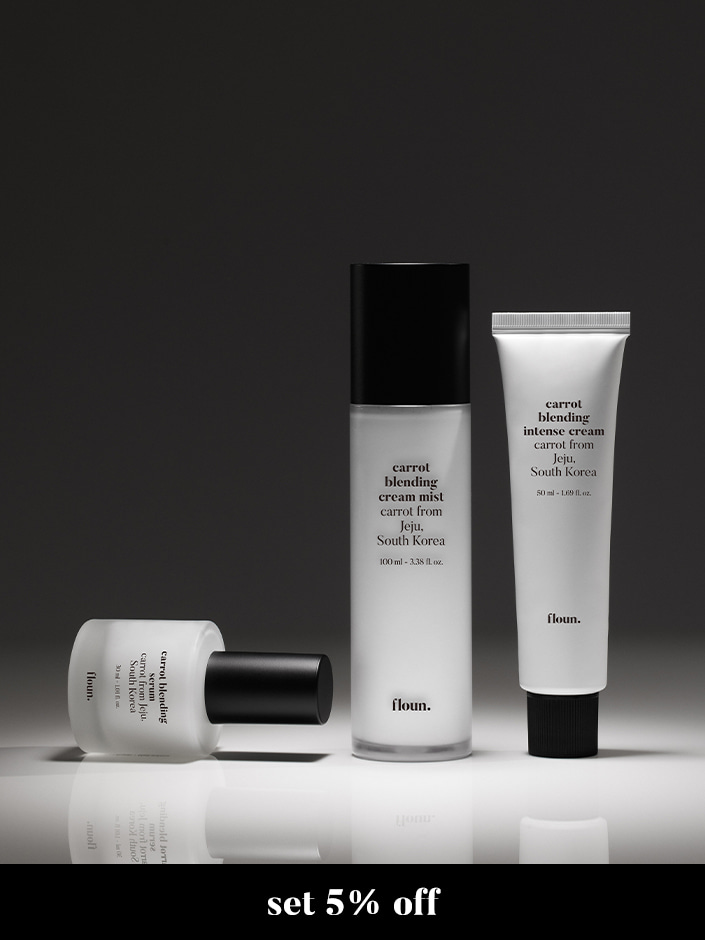 carrot
blending
cream mist
carrot from
Jeju,
South Korea
100 ml - 3.38 fl. oz.
floun.
carrot
blending
intense cream
carrot from
Jeju,
South Korea
50 ml - 1.69 fl. oz.
floun.
carrot blending
serum
carrot from Jeju,
South Korea
floun.
set 5% off